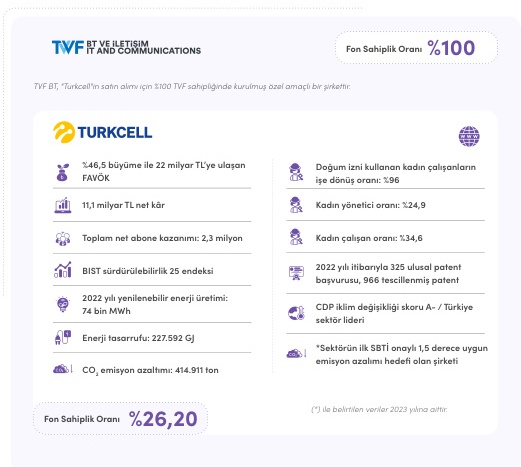 TVF BT VE İLETİŞİM
IT AND COMMUNICATIONS
Fon Sahiplik Oranı %100
TVF BT, "Turkcell"in satın alımı için %100 TVF sahipliğinde kurulmuş özel amaçlı bir şirkettir.
TURKCELL
WWW
%46,5 büyüme ile 22 milyar TL'ye ulaşan
FAVÖK
11,1 milyar TL net kâr
Toplam net abone kazanımı: 2,3 milyon
BIST sürdürülebilirlik 25 endeksi
2022 yılı yenilenebilir enerji üretimi:
74 bin MWh
Enerji tasarrufu: 227.592 GJ
CO₂ emisyon azaltımı: 414.911 ton
Doğum izni kullanan kadın çalışanların
işe dönüş oranı: %96
Kadın yönetici oranı: %24,9
Kadın çalışan oranı: %34,6
2022 yılı itibarıyla 325 ulusal patent
başvurusu, 966 tescillenmiş patent
CDP iklim değişikliği skoru A- / Türkiye
sektör lideri
*Sektörün ilk SBTİ onaylı 1,5 derece uygun
emisyon azalımı hedefi olan şirketi
Fon Sahiplik Oranı %26,20
(*) ile belirtilen veriler 2023 yılına aittir.